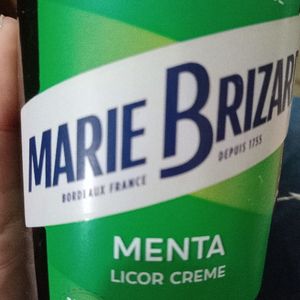 MARIE BRIZAR
BORDEAUX FRANCE
DEPUIS 1755
MENTA
LICOR CREME